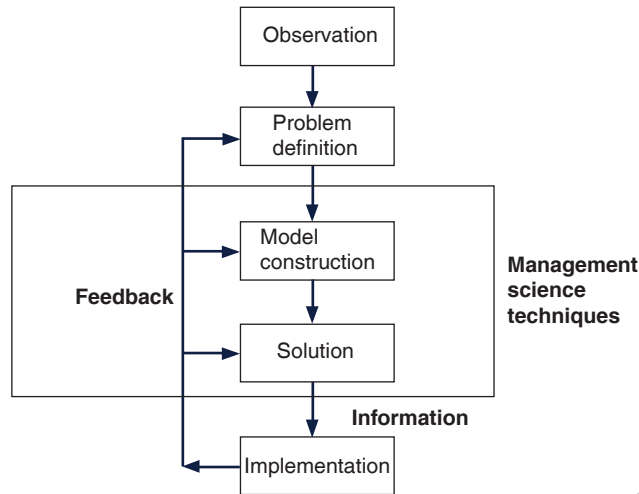 Observation
Problem
definition
Model
construction
Management
science
techniques
Feedback
Solution
Information
Implementation